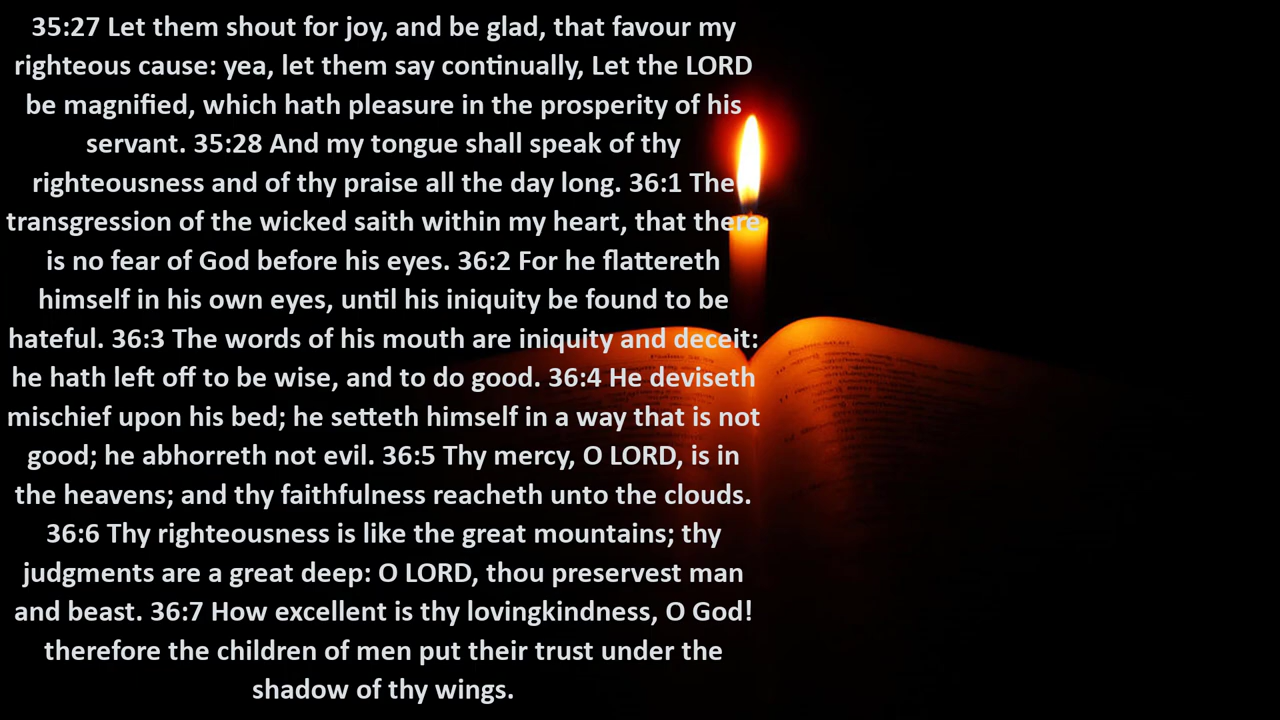 35:27 Let them shout for joy, and be glad, that favour my
righteous cause: yea, let them say continually, Let the LORD
be magnified, which hath pleasure in the prosperity of his
servant. 35:28 And my tongue shall speak of thy
righteousness and of thy praise all the day long. 36:1 The
transgression of the wicked saith within my heart, that there
is no fear of God before his eyes. 36:2 For he flattereth
himself in his own eyes, until his iniquity be found to be
hateful. 36:3 The words of his mouth are iniquity and deceit:
he hath left off to be wise, and to do good. 36:4 He deviseth
mischief upon his bed; he setteth himself in a way that is not
good; he abhorreth not evil. 36:5 Thy mercy, O LORD, is in
the heavens; and thy faithfulness reacheth unto the clouds.
36:6 Thy righteousness is like the great mountains; thy
judgments are a great deep: O LORD, thou preservest man
and beast. 36:7 How excellent is thy lovingkindness, O God!
therefore the children of men put their trust under the
shadow of thy wings.